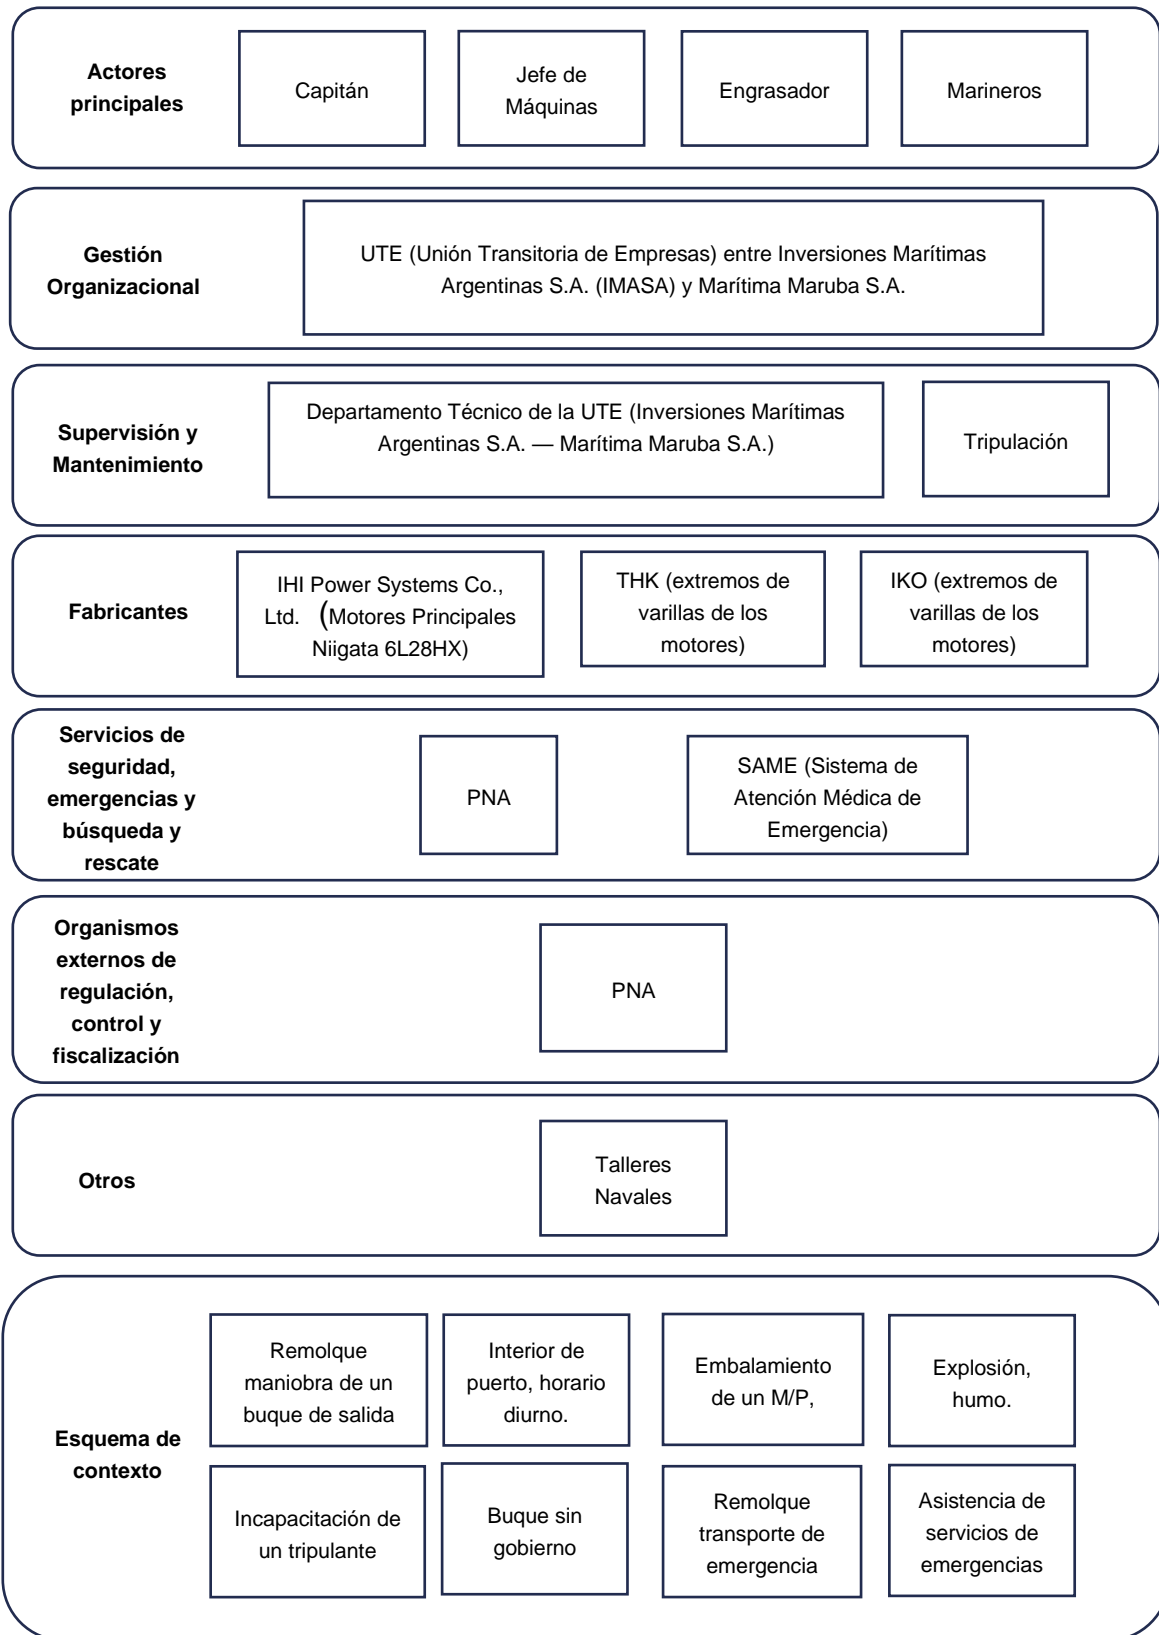 Actores
principales
Capitán
Jefe de
Máquinas
Engrasador
Marineros
Gestión
Organizacional
UTE (Unión Transitoria de Empresas) entre Inversiones Marítimas
Argentinas S.A. (IMASA) y Marítima Maruba S.A.
Supervisión y
Mantenimiento
Departamento Técnico de la UTE (Inversiones Marítimas
Argentinas S.A. — Marítima Maruba S.A.)
Tripulación
Fabricantes
IHI Power Systems Co.,
Ltd. (Motores Principales
Niigata 6L28HX)
THK (extremos de
varillas de los
motores)
IKO (extremos de
varillas de los
motores)
Servicios de
seguridad,
emergencias y
búsqueda y
rescate
PNA
SAME (Sistema de
Atención Médica de
Emergencia)
Organismos
externos de
regulación,
control y
fiscalización
PNA
Otros
Talleres
Navales
Esquema de
contexto
Remolque
maniobra de un
buque de salida
Interior de
puerto, horario
diurno.
Embalamiento
de un M/P,
Explosión,
humo.
Incapacitación de
un tripulante
Buque sin
gobierno
Remolque
transporte de
emergencia
Asistencia de
servicios de
emergencias